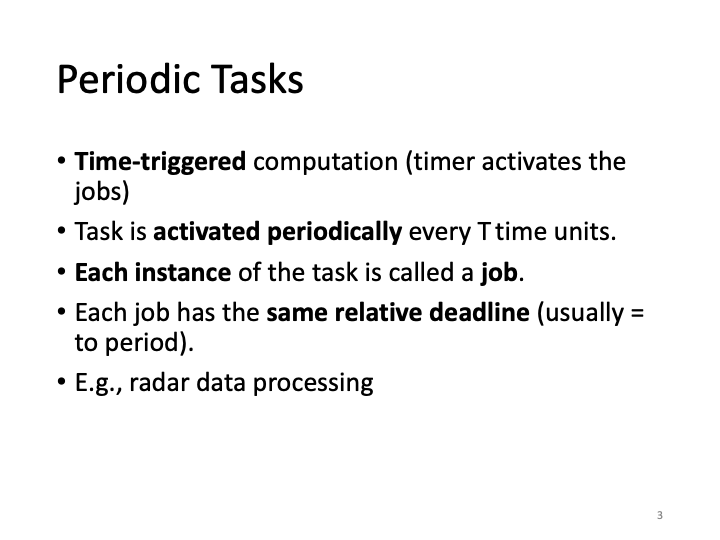 Periodic Tasks
• Time-triggered computation (timer activates the
jobs)
• Task is activated periodically every T time units.
• Each instance of the task is called a job.
• Each job has the same relative deadline (usually =
to period).
• E.g., radar data processing
3